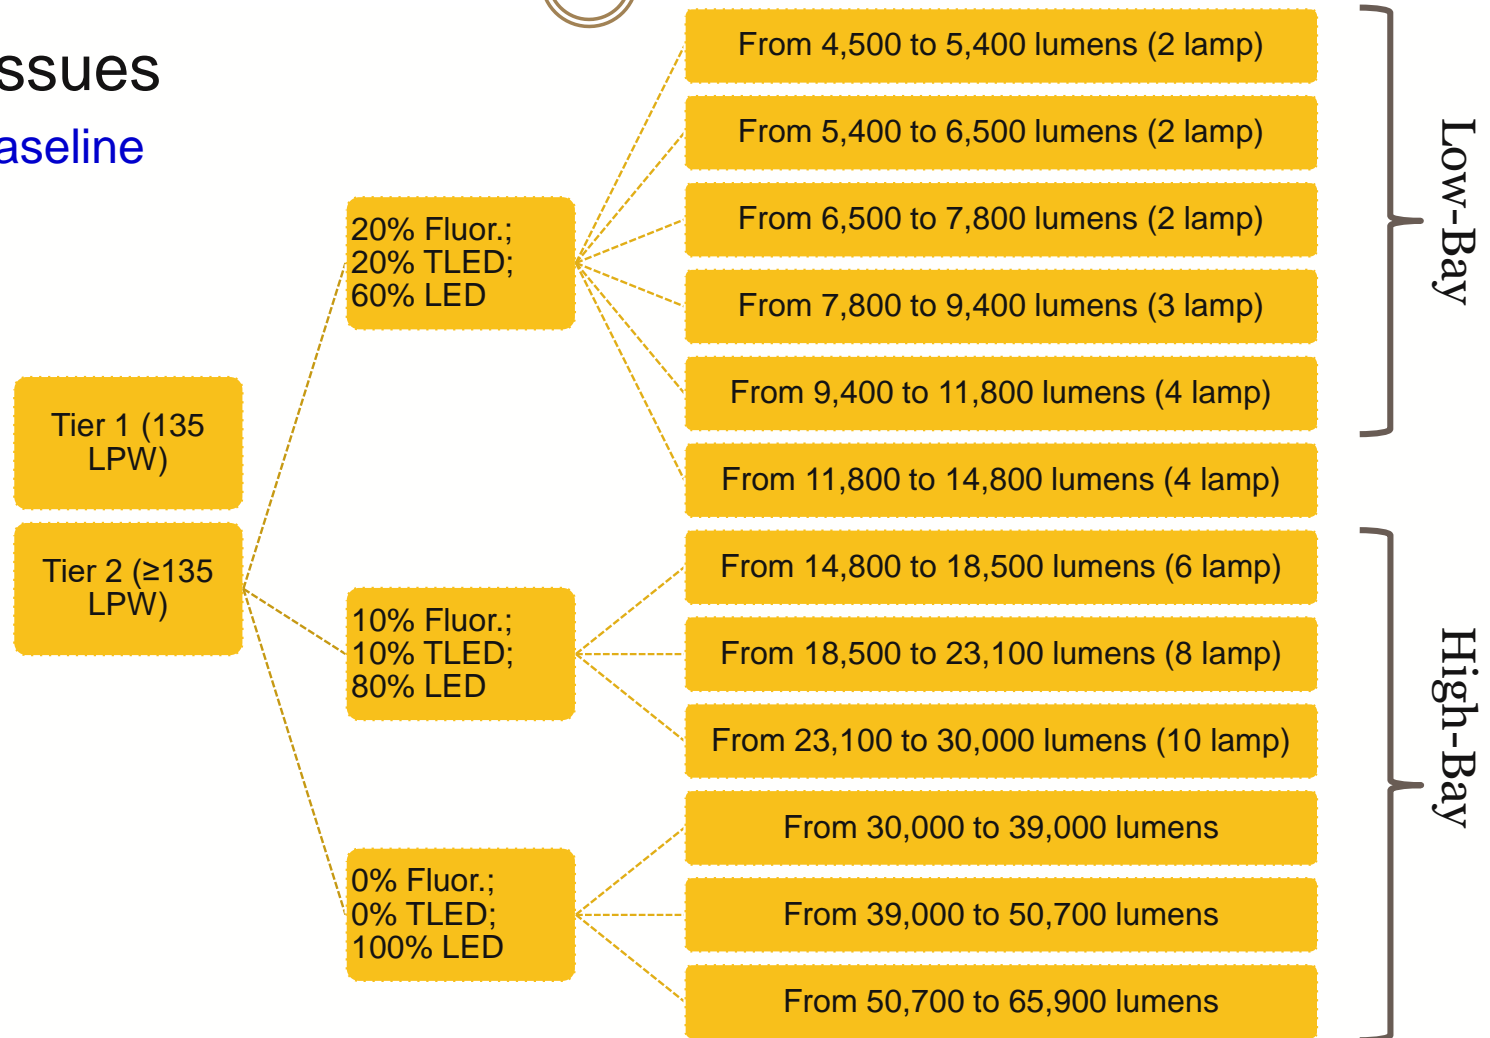 ssues
aseline
Tier 1 (135
LPW)
Tier 2 (≥135
LPW)
20% Fluor.;
20% TLED;
60% LED
10% Fluor.;
10% TLED;
80% LED
0% Fluor.;
0% TLED;
100% LED
From 4,500 to 5,400 lumens (2 lamp)
From 5,400 to 6,500 lumens (2 lamp)
From 6,500 to 7,800 lumens (2 lamp)
From 7,800 to 9,400 lumens (3 lamp)
From 9,400 to 11,800 lumens (4 lamp)
From 11,800 to 14,800 lumens (4 lamp)
From 14,800 to 18,500 lumens (6 lamp)
From 18,500 to 23,100 lumens (8 lamp)
From 23,100 to 30,000 lumens (10 lamp)
From 30,000 to 39,000 lumens
From 39,000 to 50,700 lumens
From 50,700 to 65,900 lumens
Low-Bay
High-Bay